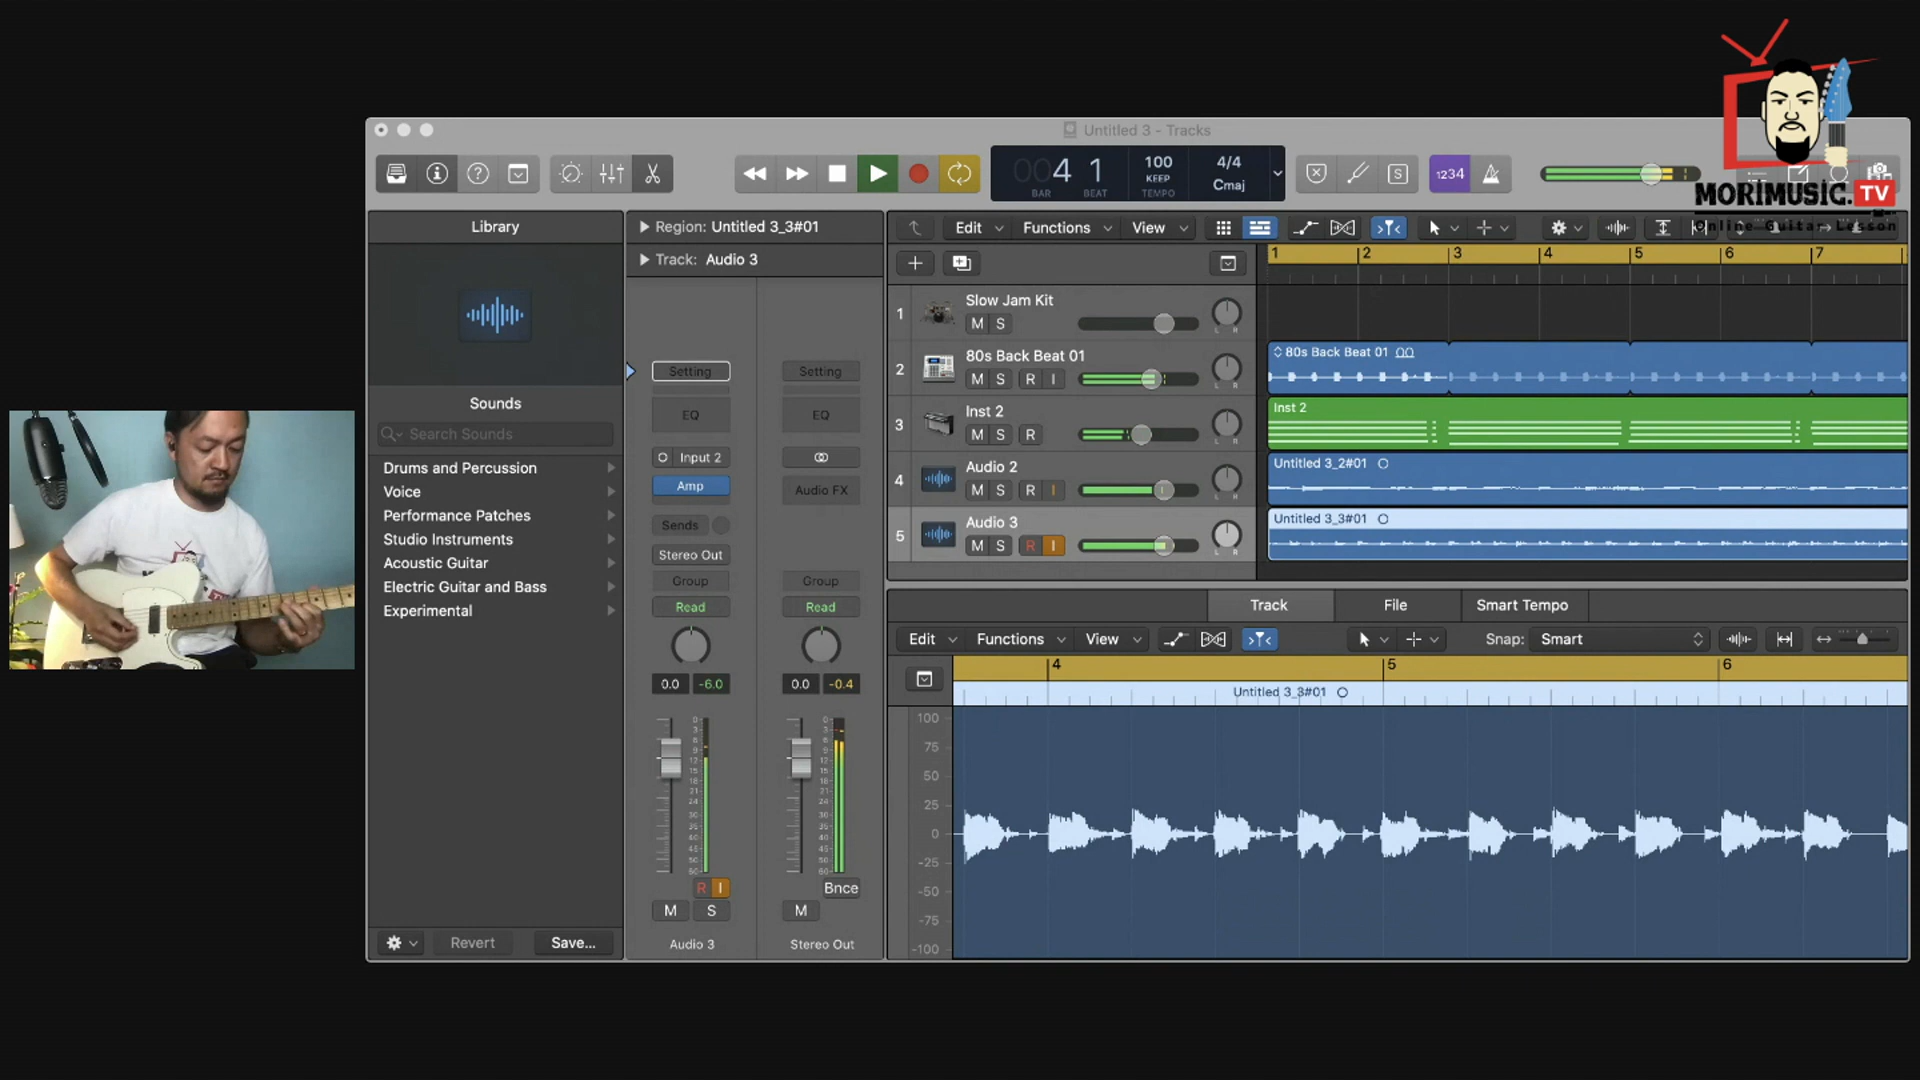 Untitled 3 - Tracks
MORIMUSIC.TV
Online Guitar Lesson
004 1
BAR BEAT
100
KEEP
TEMPO
4/4
Cmaj
S
1234
Library
Region: Untitled 3_3#01
Track: Audio 3
Edit Functions View
1 2 3 4 5 6 7
Sounds
Search Sounds
Drums and Percussion
Voice
Performance Patches
Studio Instruments
Acoustic Guitar
Electric Guitar and Bass
Experimental
Revert Save...
Setting Setting
EQ EQ
Input 2
Amp Audio FX
Sends
Stereo Out
Group Group
Read Read
0.0 -6.0 0.0 -0.4
R I Bnce
M S M
Audio 3 Stereo Out
1 Slow Jam Kit
M S
L R
2 80s Back Beat 01
M S R I
L R
3 Inst 2
M S R
L R
4 Audio 2
M S R I
L R
5 Audio 3
M S R I
L R
80s Back Beat 01
Inst 2
Untitled 3_2#01
Untitled 3_3#01
Track File Smart Tempo
Edit Functions View Snap: Smart
4 5 6
Untitled 3_3#01
100
75
50
25
0
-25
-50
-75
-100